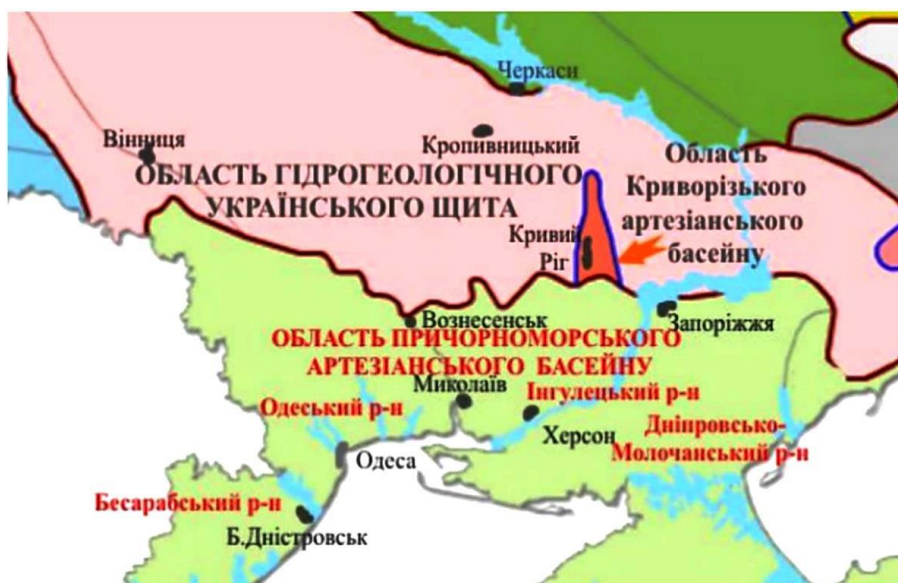 Черкаси
Вінниця
Кропивницький
ОБЛАСТЬ ГІДРОГЕОЛОГІЧНОГО
УКРАЇНСЬКОГО ЩИТА
Область
Криворізького
артезіанського
басейну
Кривий
Ріг
Вознесенськ
Запоріжжя
ОБЛАСТЬ ПРИЧОРНОМОРСЬКОГО
АРТЕЗІАНСЬКОГО БАСЕЙНУ
Миколаїв
Інгулецький р-н
Одеський р-н
Херсон
Дніпровсько-
Молочанський р-н
Одеса
Бесарабський р-н
Б.Дністровськ